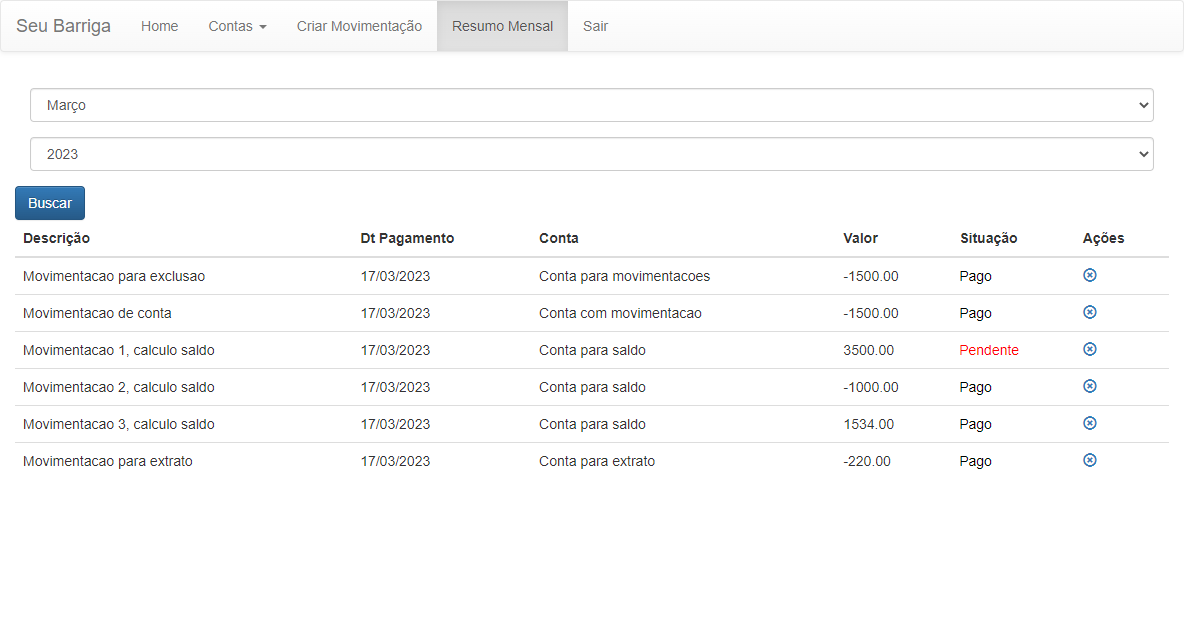 Seu Barriga Home Contas Criar Movimentação Resumo Mensal Sair
Março
2023
Buscar
Descrição Dt Pagamento Conta Valor Situação Ações
Movimentacao para exclusao 17/03/2023 Conta para movimentacoes -1500.00 Pago
Movimentacao de conta 17/03/2023 Conta com movimentacao -1500.00 Pago
Movimentacao 1, calculo saldo 17/03/2023 Conta para saldo 3500.00 Pendente
Movimentacao 2, calculo saldo 17/03/2023 Conta para saldo -1000.00 Pago
Movimentacao 3, calculo saldo 17/03/2023 Conta para saldo 1534.00 Pago
Movimentacao para extrato 17/03/2023 Conta para extrato -220.00 Pago